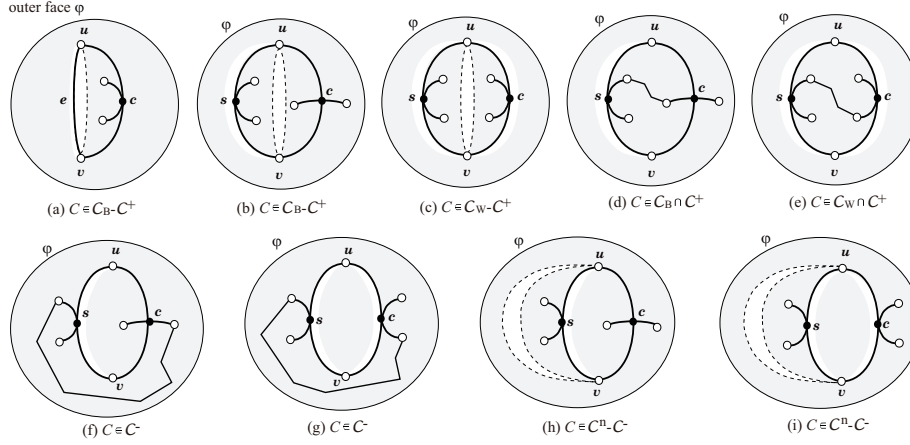 outer face φ
u
e
c
v
(a) C ∈ C_B-C^+
φ
u
s
c
v
(b) C ∈ C_B-C^+
φ
u
s
c
v
(c) C ∈ C_W-C^+
φ
u
s
c
v
(d) C ∈ C_B ∩ C^+
φ
u
s
c
v
(e) C ∈ C_W ∩ C^+
φ
u
s
c
v
(f) C ∈ C^-
φ
u
s
c
v
(g) C ∈ C^-
φ
u
s
c
v
(h) C ∈ C^n-C^-
φ
u
s
c
v
(i) C ∈ C^n-C^-